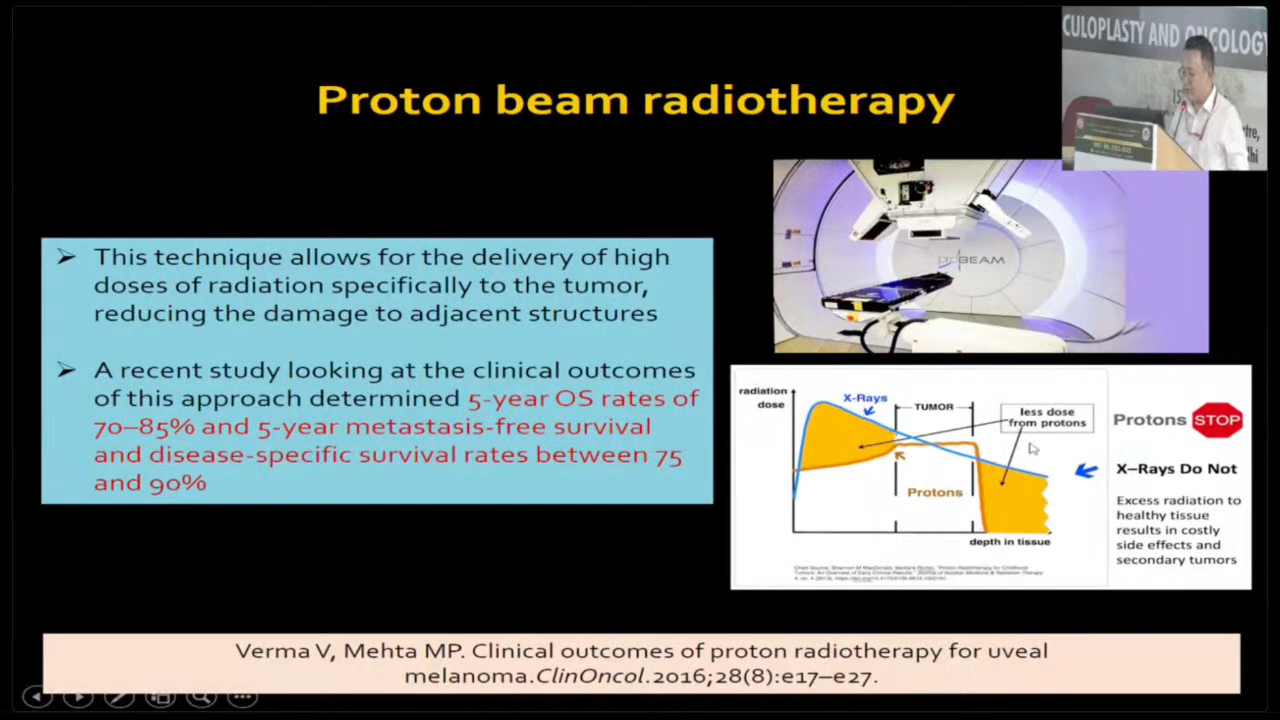 CULOPLASTY AND ONCOLOGY
Proton beam radiotherapy
➢ This technique allows for the delivery of high
doses of radiation specifically to the tumor,
reducing the damage to adjacent structures
➢ A recent study looking at the clinical outcomes
of this approach determined 5-year OS rates of
70–85% and 5-year metastasis-free survival
and disease-specific survival rates between 75
and 90%
BEAM
radiation
dose
X-Rays
TUMOR
less dose
from protons
Protons
depth in tissue
Protons STOP
X–Rays Do Not
Excess radiation to
healthy tissue
results in costly
side effects and
secondary tumors
Verma V, Mehta MP. Clinical outcomes of proton radiotherapy for uveal
melanoma.ClinOncol.2016;28(8):e17–e27.